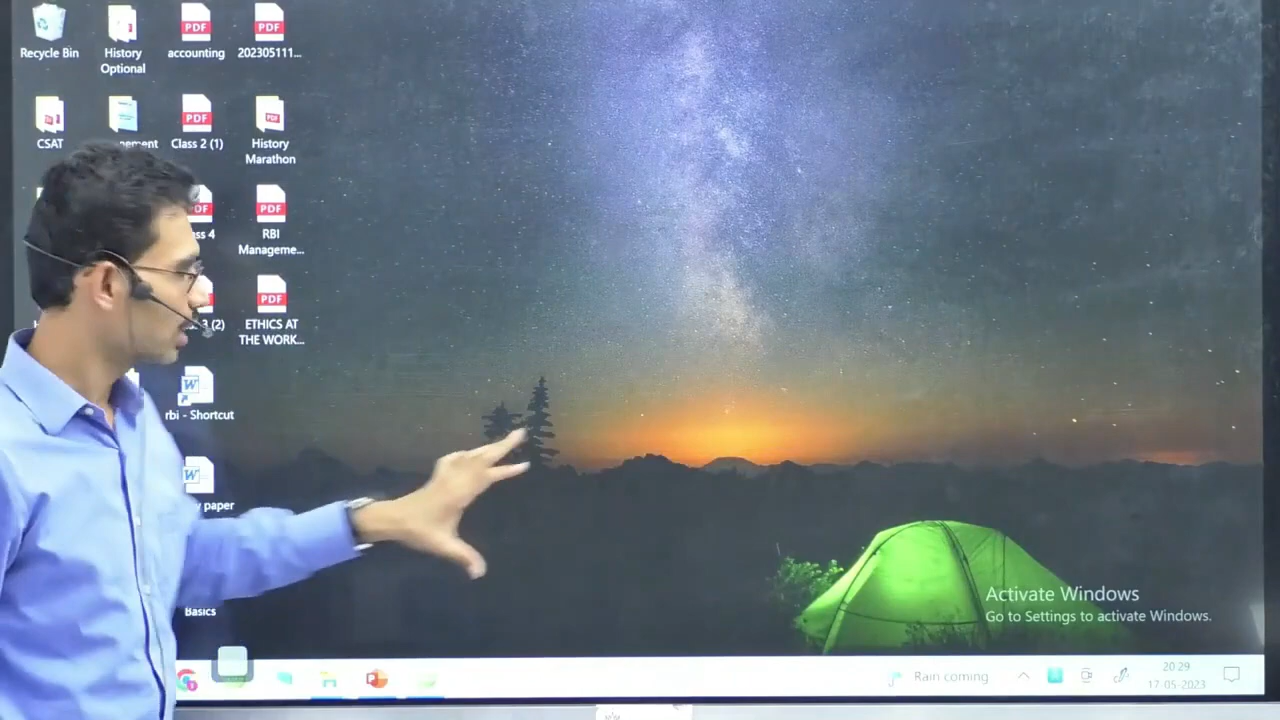 Recycle Bin
History
Optional
accounting
202305111...
CSAT
Class 2 (1)
History
Marathon
RBI
Manageme...
ETHICS AT
THE WORK...
rbi - Shortcut
paper
Basics
PDF
PDF
PDF
PDF
PDF
PDF
W
W
Activate Windows
Go to Settings to activate Windows.
Rain coming
20:29
17-05-2023